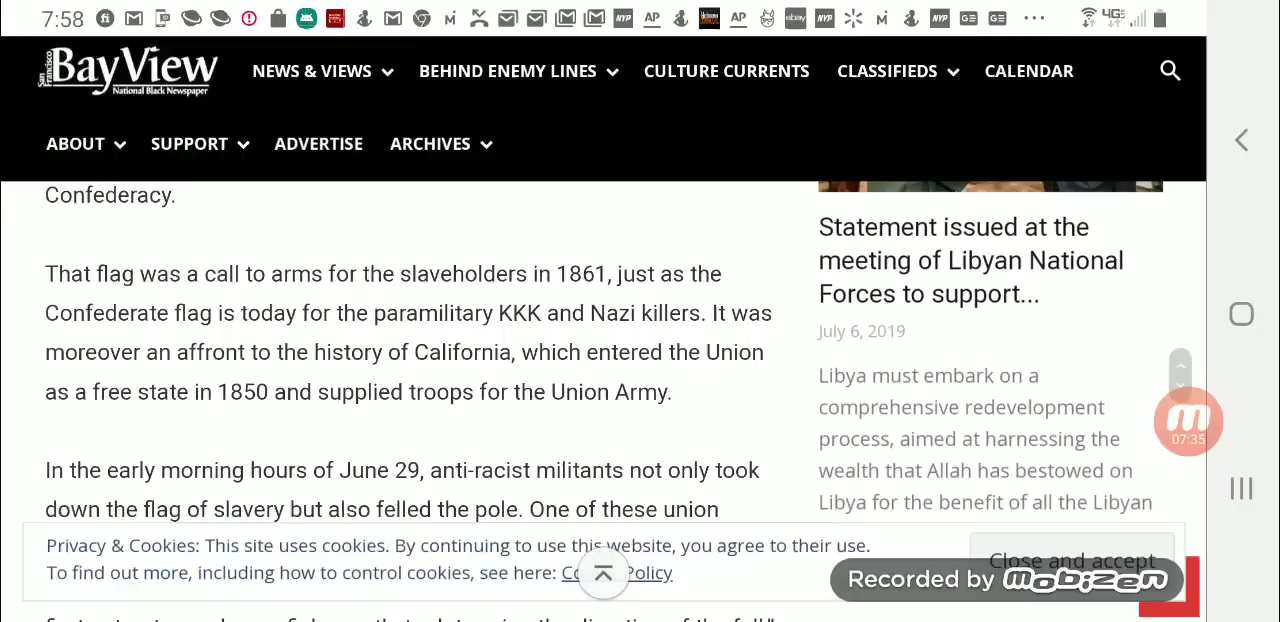 7:58
San Francisco
BayView
National Black Newspaper
NEWS & VIEWS
BEHIND ENEMY LINES
CULTURE CURRENTS
CLASSIFIEDS
CALENDAR
ABOUT
SUPPORT
ADVERTISE
ARCHIVES
Confederacy.
That flag was a call to arms for the slaveholders in 1861, just as the
Confederate flag is today for the paramilitary KKK and Nazi killers. It was
moreover an affront to the history of California, which entered the Union
as a free state in 1850 and supplied troops for the Union Army.
In the early morning hours of June 29, anti-racist militants not only took
down the flag of slavery but also felled the pole. One of these union
Statement issued at the
meeting of Libyan National
Forces to support...
July 6, 2019
Libya must embark on a
comprehensive redevelopment
process, aimed at harnessing the
wealth that Allah has bestowed on
Libya for the benefit of all the Libyan
07:35
Privacy & Cookies: This site uses cookies. By continuing to use this website, you agree to their use.
To find out more, including how to control cookies, see here: Policy
Close and accept
Recorded by mobizen